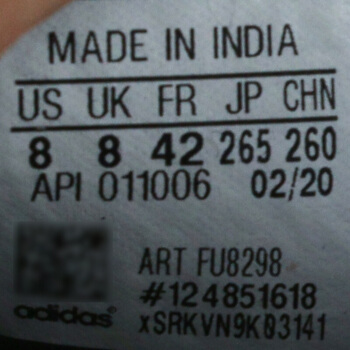 MADE IN INDIA
US UK FR JP CHN
8 8 42 265 260
API 011006 02/20
ART FU8298
#124851618
xSRKVN9K03141
adidas